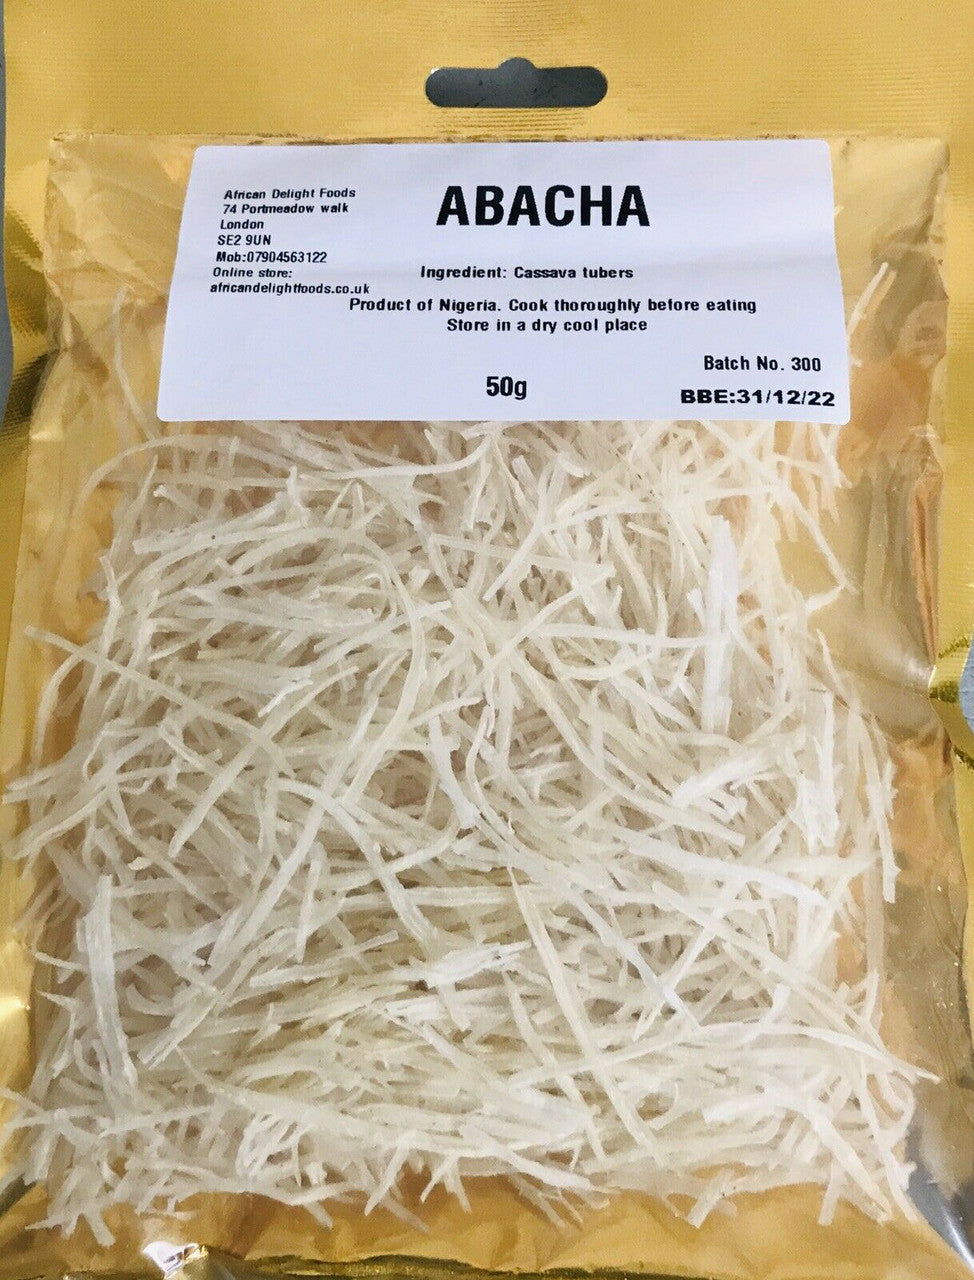 African Delight Foods
74 Portmeadow walk
London
SE2 9UN
Mob:07904563122
Online store:
africandelightfoods.co.uk
ABACHA
Ingredient: Cassava tubers
Product of Nigeria. Cook thoroughly before eating
Store in a dry cool place
Batch No. 300
50g
BBE:31/12/22